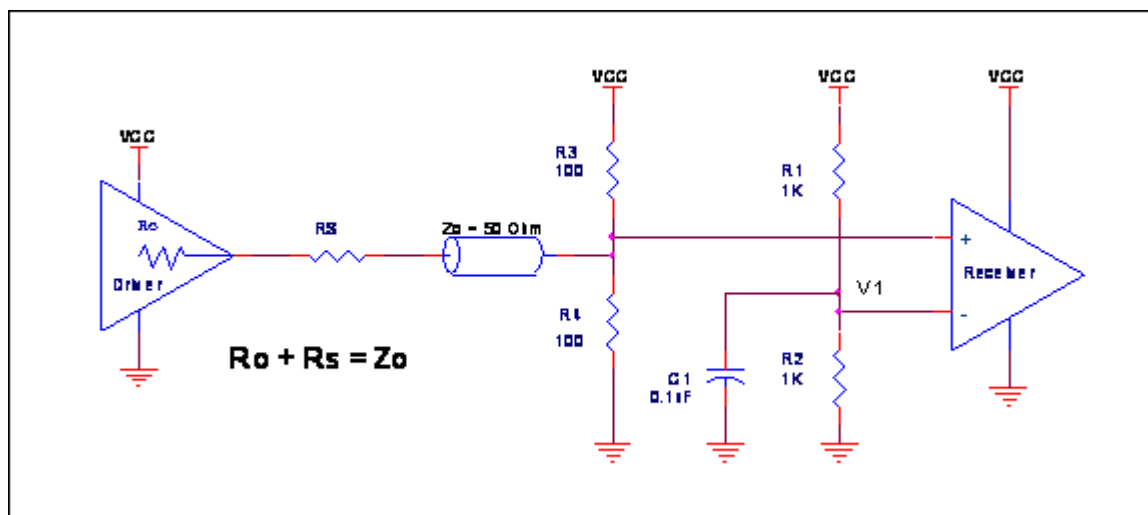 VCC
VCC
VCC
VCC
R3
100
R1
1K
Ro
RS
Zo = 50 Ohm
+
Driver
Receiver
V1
-
R4
100
Ro + Rs = Zo
C1
0.1uF
R2
1K